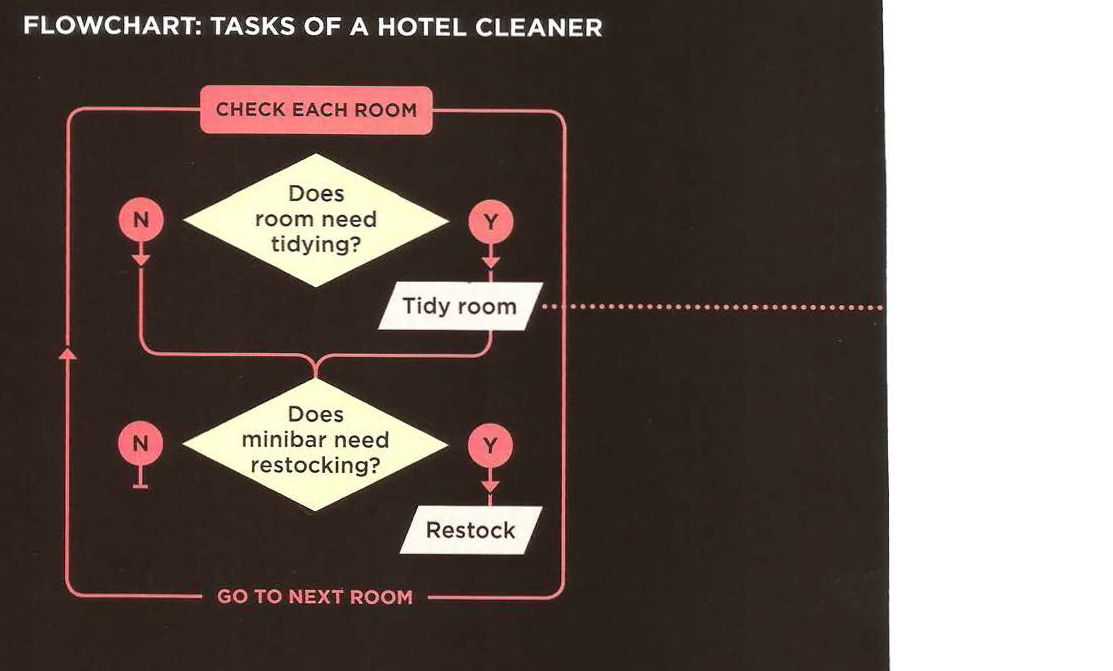 FLOWCHART: TASKS OF A HOTEL CLEANER
CHECK EACH ROOM
Does
room need
tidying?
N
Y
Tidy room
Does
minibar need
restocking?
N
Y
Restock
GO TO NEXT ROOM